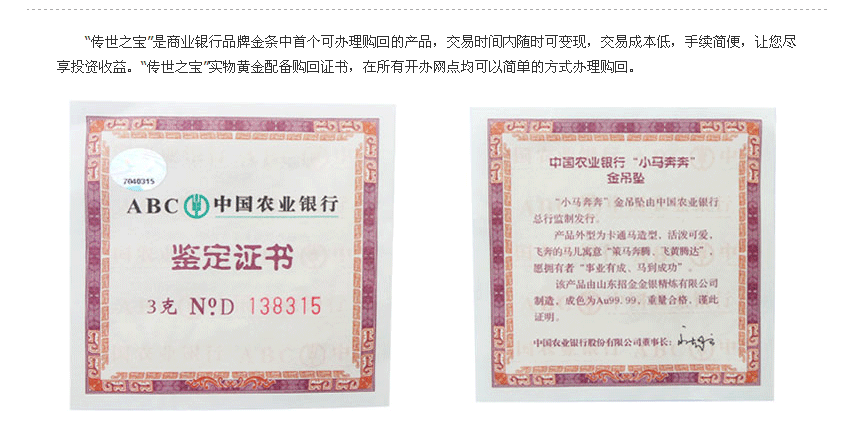 “传世之宝”是商业银行品牌金条中首个可办理购回的产品，交易时间内随时可变现，交易成本低，手续简便，让您尽
享投资收益。“传世之宝”实物黄金配备购回证书，在所有开办网点均可以简单的方式办理购回。
7040315
ABC 中国农业银行
鉴定证书
3克 №D 138315
中国农业银行“小马奔奔”
金吊坠
“小马奔奔”金吊坠由中国农业银行
总行监制发行。
产品外型为卡通马造型，活泼可爱，
飞奔的马儿寓意“策马奔腾、飞黄腾达”，
愿拥有者“事业有成、马到成功”。
该产品由山东招金金银精炼有限公司
制造，成色为Au99.99，重量合格，谨此
证明。
中国农业银行股份有限公司董事长：